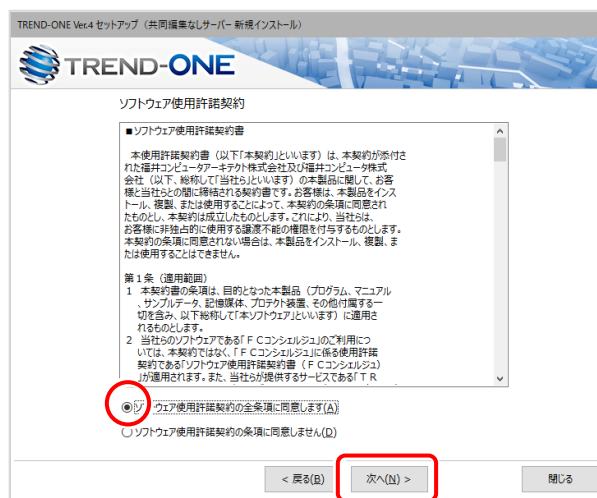 TREND-ONE Ver.4 セットアップ（共同編集なしサーバー 新規インストール）
TREND-ONE
ソフトウェア使用許諾契約
■ソフトウェア使用許諾契約書
本使用許諾契約書（以下「本契約」といいます）は、本契約が添付さ
れた福井コンピュータアーキテクト株式会社及び福井コンピュータ株式
会社（以下、総称して「当社ら」といいます）の本製品に関して、お客
様と当社らとの間に締結される契約書です。お客様は、本製品をインス
トール、複製、または使用することによって、本契約の条項に同意され
たものとし、本契約は成立したものとします。これにより、当社らは、
お客様に非独占的に使用する譲渡不能の権限を付与するものとします。
本契約の条項に同意されない場合は、本製品をインストール、複製、ま
たは使用することはできません。
第１条（適用範囲）
1 本契約書の条項は、目的となった本製品（プログラム、マニュアル
、サンプルデータ、記憶媒体、プロテクト装置、その他付属する一
切を含み、以下総称して「本ソフトウェア」といいます）に適用さ
れるものとします。
2 当社らのソフトウェアである「ＦＣコンシェルジュ」のご利用につ
いては、本契約ではなく、「ＦＣコンシェルジュ」に係る使用許諾
契約である「ソフトウェア使用許諾契約書（ＦＣコンシェルジュ）
」が適用されます。また、当社らが提供するサービスである「ＴＲ
ソフトウェア使用許諾契約の全条項に同意します(A)
ソフトウェア使用許諾契約の条項に同意しません(D)
< 戻る(B) 次へ(N) > 閉じる